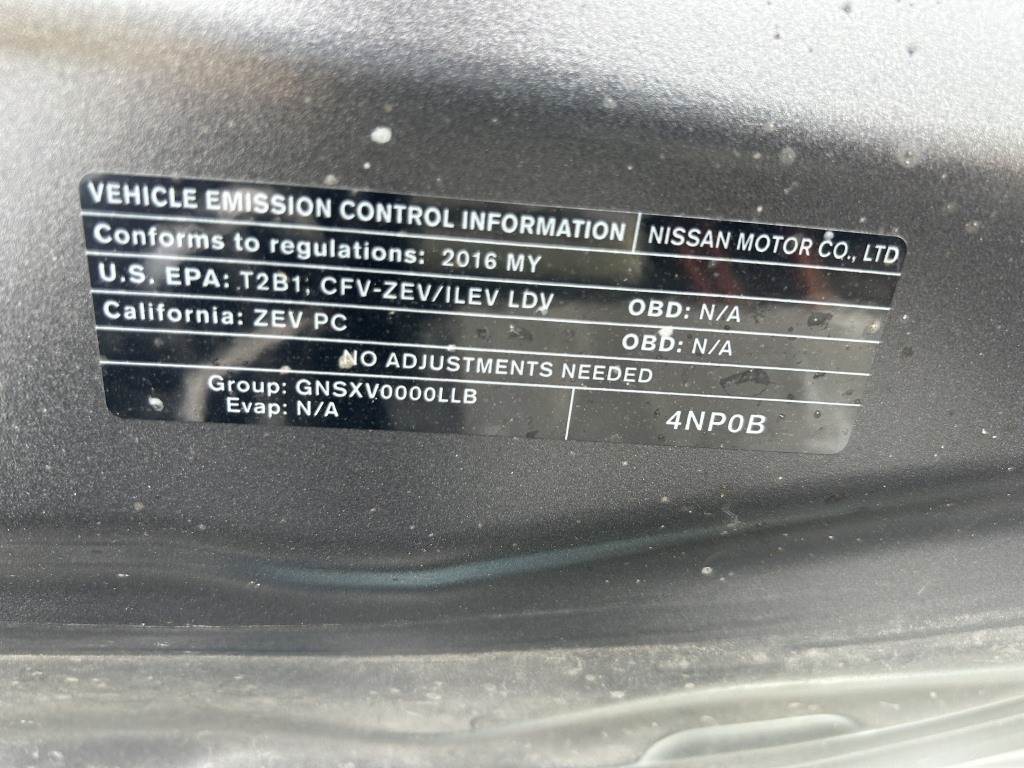 VEHICLE EMISSION CONTROL INFORMATION NISSAN MOTOR CO., LTD
Conforms to regulations: 2016 MY
U.S. EPA: T2B1; CFV-ZEV/ILEV LDV OBD: N/A
California: ZEV PC OBD: N/A
NO ADJUSTMENTS NEEDED
Group: GNSXV0000LLB
Evap: N/A
4NP0B